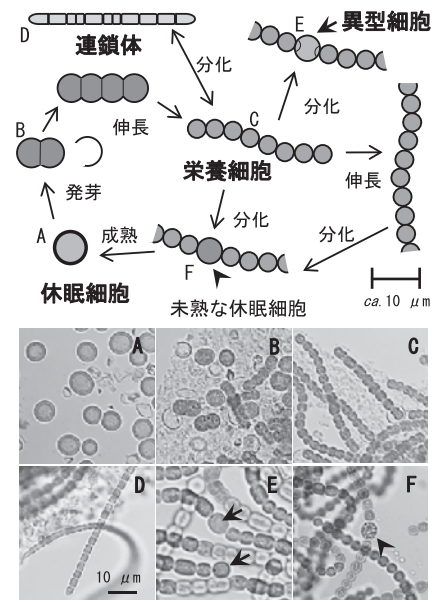 D
連鎖体
E
異型細胞
分化
分化
B
伸長
C
栄養細胞
伸長
発芽
分化
分化
A
成熟
F
休眠細胞
未熟な休眠細胞
ca. 10 μm
A
B
C
D
10 μm
E
F